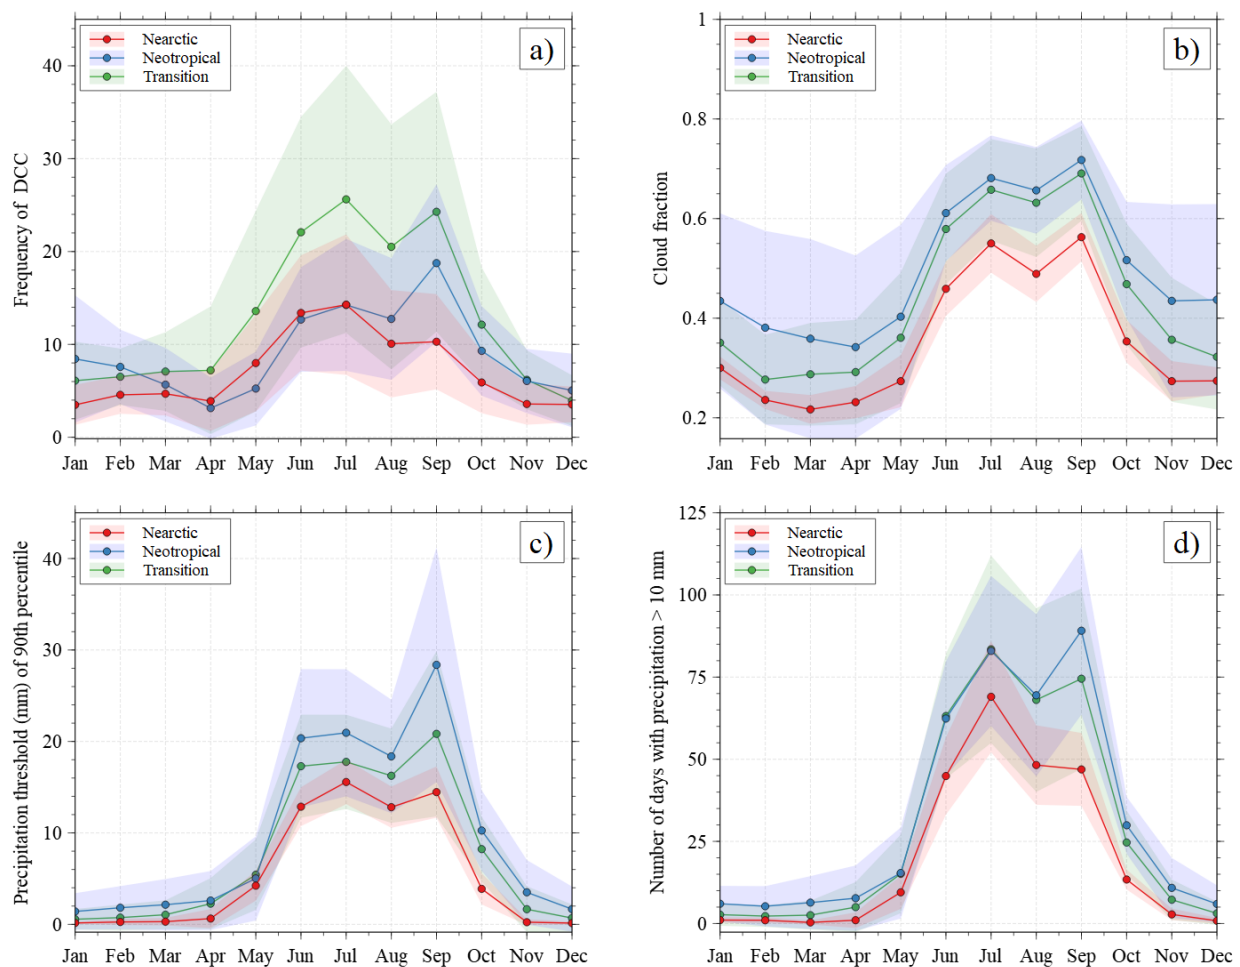 Nearctic
Neotropical
Transition
a)
40
30
20
10
0
Frequency of DCC
Jan Feb Mar Apr May Jun Jul Aug Sep Oct Nov Dec
Nearctic
Neotropical
Transition
b)
1
0.8
0.6
0.4
0.2
Cloud fraction
Jan Feb Mar Apr May Jun Jul Aug Sep Oct Nov Dec
Nearctic
Neotropical
Transition
c)
40
30
20
10
0
Precipitation threshold (mm) of 90th percentile
Jan Feb Mar Apr May Jun Jul Aug Sep Oct Nov Dec
Nearctic
Neotropical
Transition
d)
125
100
75
50
25
0
Number of days with precipitation > 10 mm
Jan Feb Mar Apr May Jun Jul Aug Sep Oct Nov Dec